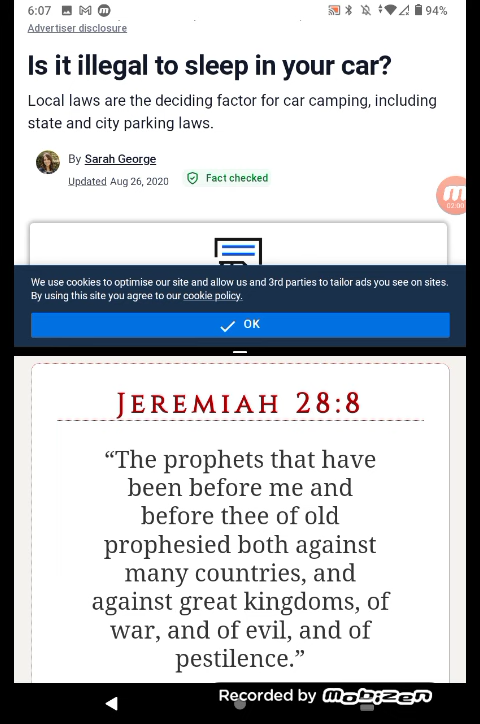 6:07
94%
Advertiser disclosure
Is it illegal to sleep in your car?
Local laws are the deciding factor for car camping, including
state and city parking laws.
By Sarah George
Updated Aug 26, 2020
Fact checked
02:00
We use cookies to optimise our site and allow us and 3rd parties to tailor ads you see on sites.
By using this site you agree to our cookie policy.
OK
JEREMIAH 28:8
“The prophets that have
been before me and
before thee of old
prophesied both against
many countries, and
against great kingdoms, of
war, and of evil, and of
pestilence.”
Recorded by Mobizen